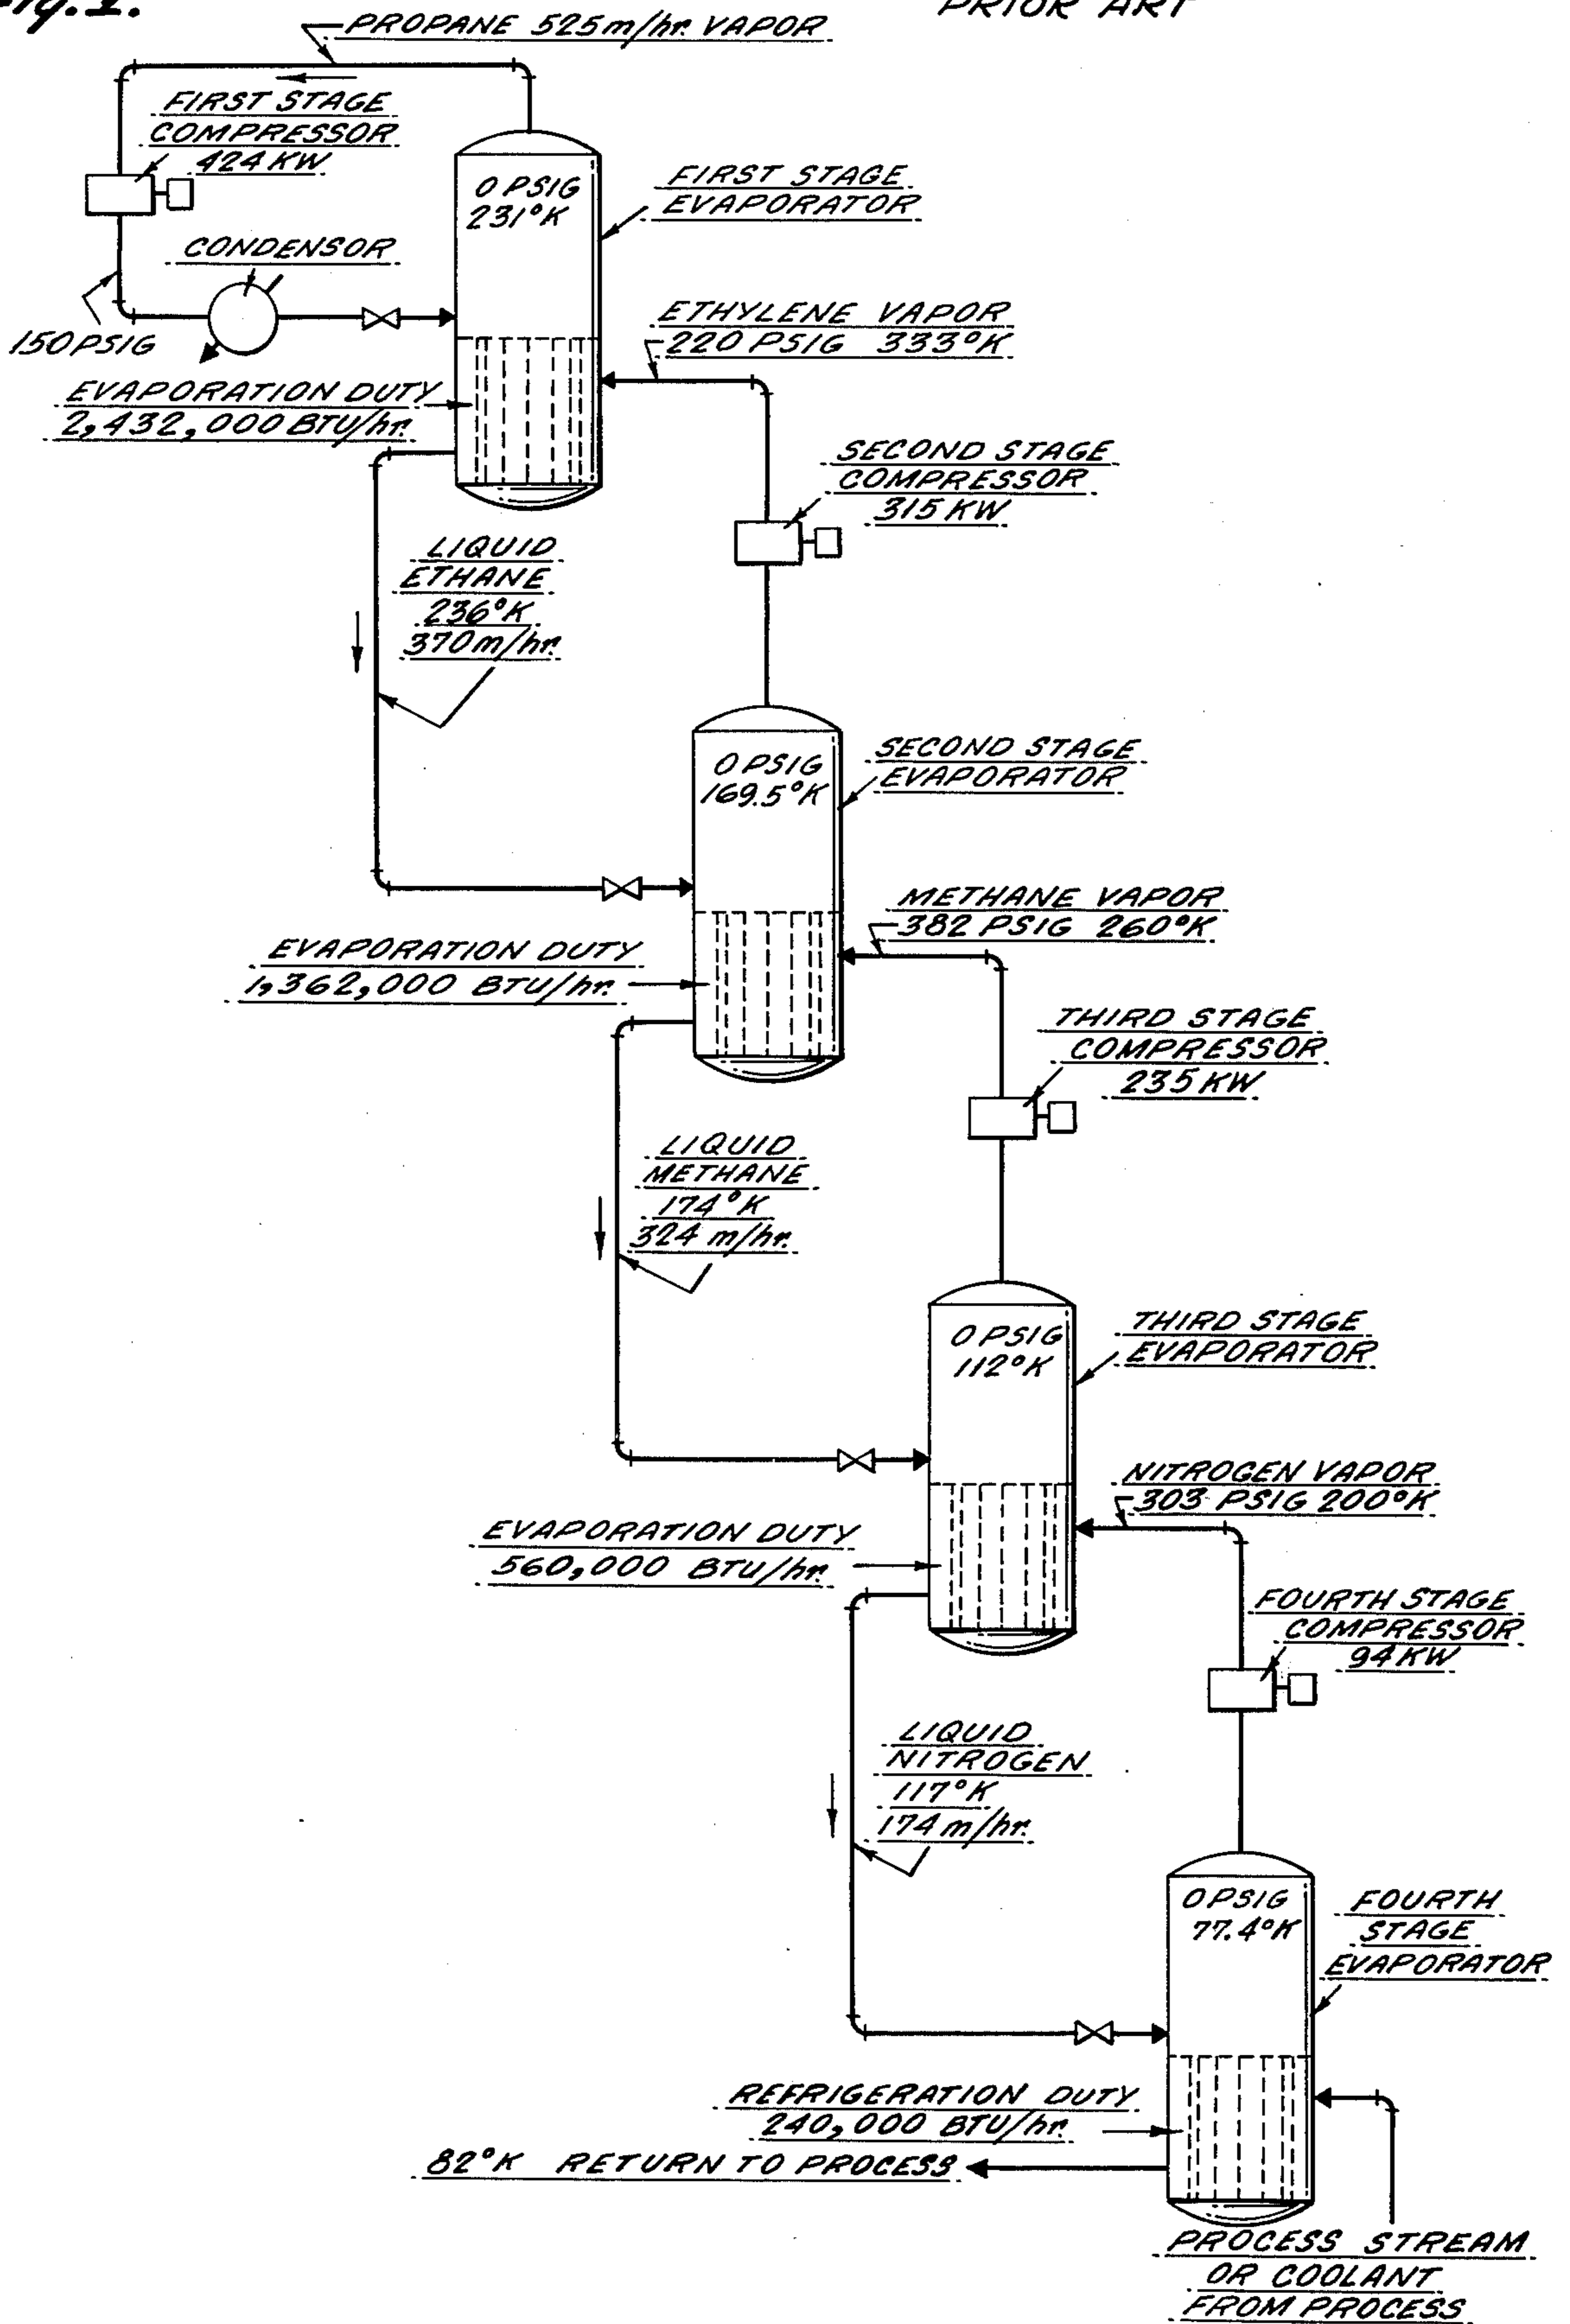 Fig. 1.
PRIOR ART
PROPANE 525m/hr. VAPOR
FIRST STAGE
COMPRESSOR
424 KW
0 PSIG
231°K
FIRST STAGE
EVAPORATOR
CONDENSOR
150 PSIG
ETHYLENE VAPOR
220 PSIG 333°K
EVAPORATION DUTY
2,432,000 BTU/hr.
SECOND STAGE
COMPRESSOR
315 KW
LIQUID
ETHANE
236°K
370m/hr.
0 PSIG
169.5°K
SECOND STAGE
EVAPORATOR
METHANE VAPOR
382 PSIG 260°K
EVAPORATION DUTY
1,362,000 BTU/hr.
THIRD STAGE
COMPRESSOR
235 KW
LIQUID
METHANE
174°K
324 m/hr.
0 PSIG
112°K
THIRD STAGE
EVAPORATOR
NITROGEN VAPOR
303 PSIG 200°K
EVAPORATION DUTY
560,000 BTU/hr.
FOURTH STAGE
COMPRESSOR
94 KW
LIQUID
NITROGEN
117°K
174 m/hr.
0 PSIG
77.4°K
FOURTH
STAGE
EVAPORATOR
REFRIGERATION DUTY
240,000 BTU/hr.
82°K RETURN TO PROCESS
PROCESS STREAM
OR COOLANT
FROM PROCESS